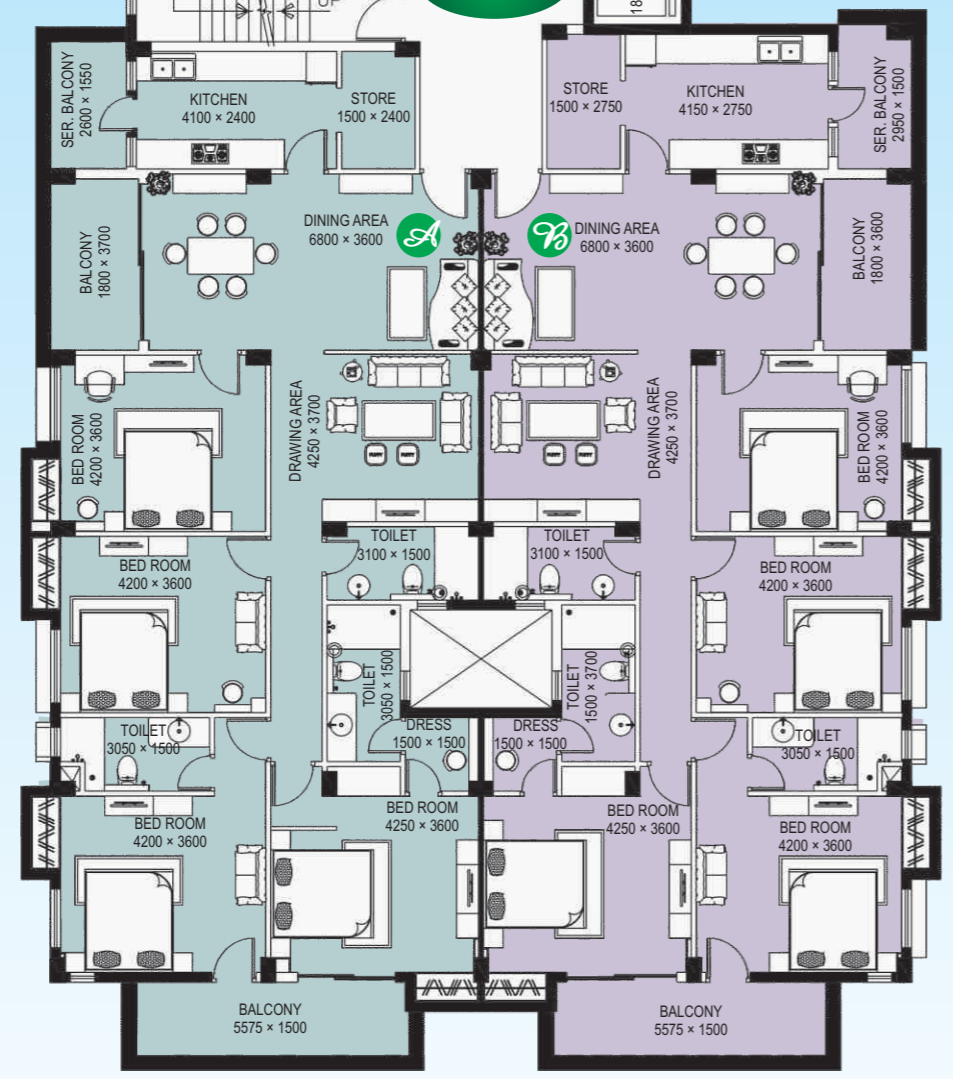 UP
18
SER. BALCONY
2600 × 1550
KITCHEN
4100 × 2400
STORE
1500 × 2400
STORE
1500 × 2750
KITCHEN
4150 × 2750
SER. BALCONY
2950 × 1500
BALCONY
1800 × 3700
DINING AREA
6800 × 3600
A
B
DINING AREA
6800 × 3600
BALCONY
1800 × 3600
BED ROOM
4200 × 3600
DRAWING AREA
4250 × 3700
DRAWING AREA
4250 × 3700
BED ROOM
4200 × 3600
TOILET
3100 × 1500
TOILET
3100 × 1500
BED ROOM
4200 × 3600
BED ROOM
4200 × 3600
TOILET
3050 × 1500
TOILET
1500 × 3700
TOILET
3050 × 1500
DRESS
1500 × 1500
DRESS
1500 × 1500
TOILET
3050 × 1500
BED ROOM
4200 × 3600
BED ROOM
4250 × 3600
BED ROOM
4250 × 3600
BED ROOM
4200 × 3600
BALCONY
5575 × 1500
BALCONY
5575 × 1500